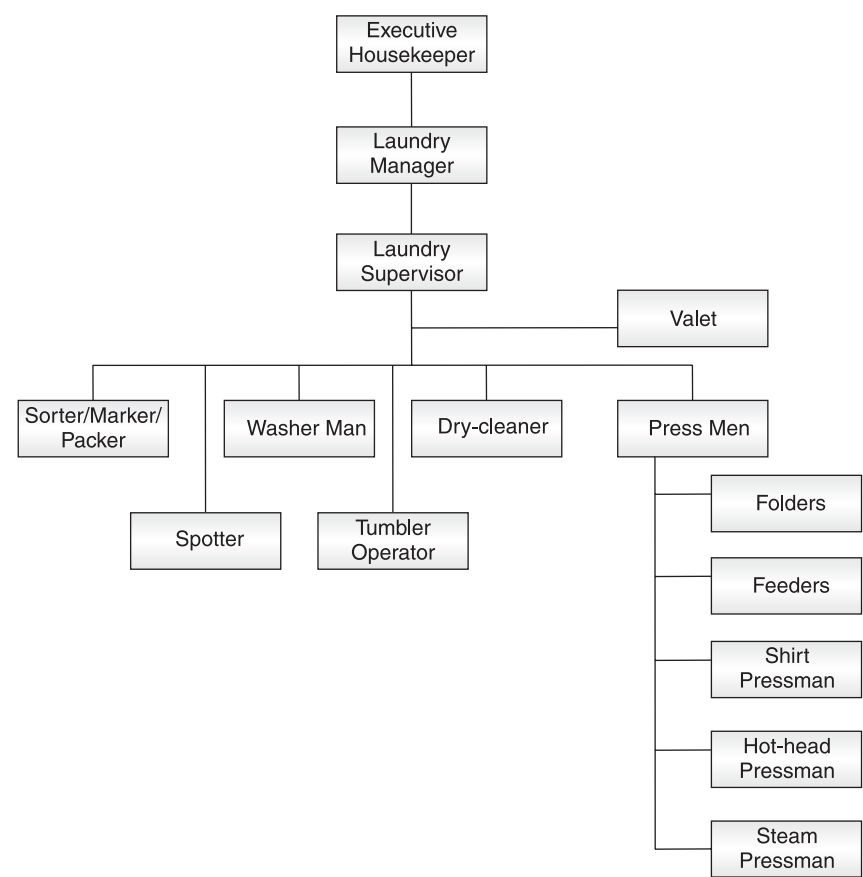 Executive
Housekeeper
Laundry
Manager
Laundry
Supervisor
Valet
Sorter/Marker/
Packer
Washer Man
Dry-cleaner
Press Men
Spotter
Tumbler
Operator
Folders
Feeders
Shirt
Pressman
Hot-head
Pressman
Steam
Pressman